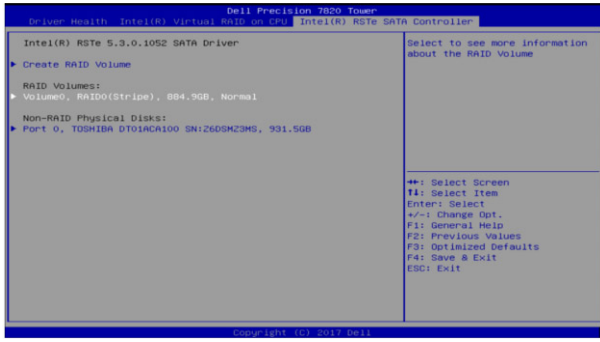 Dell Precision 7820 Tower
Driver Health Intel(R) Virtual RAID on CPU Intel(R) RSTe SATA Controller
Intel(R) RSTe 5.3.0.1052 SATA Driver
Create RAID Volume
RAID Volumes:
Volume0, RAID0(Stripe), 884.9GB, Normal
Non-RAID Physical Disks:
Port 0, TOSHIBA DT01ACA100 SN:Z6DSMZ3MS, 931.5GB
Select to see more information
about the RAID Volume
→←: Select Screen
↑↓: Select Item
Enter: Select
+/-: Change Opt.
F1: General Help
F2: Previous Values
F3: Optimized Defaults
F4: Save & Exit
ESC: Exit
Copyright (C) 2017 Dell